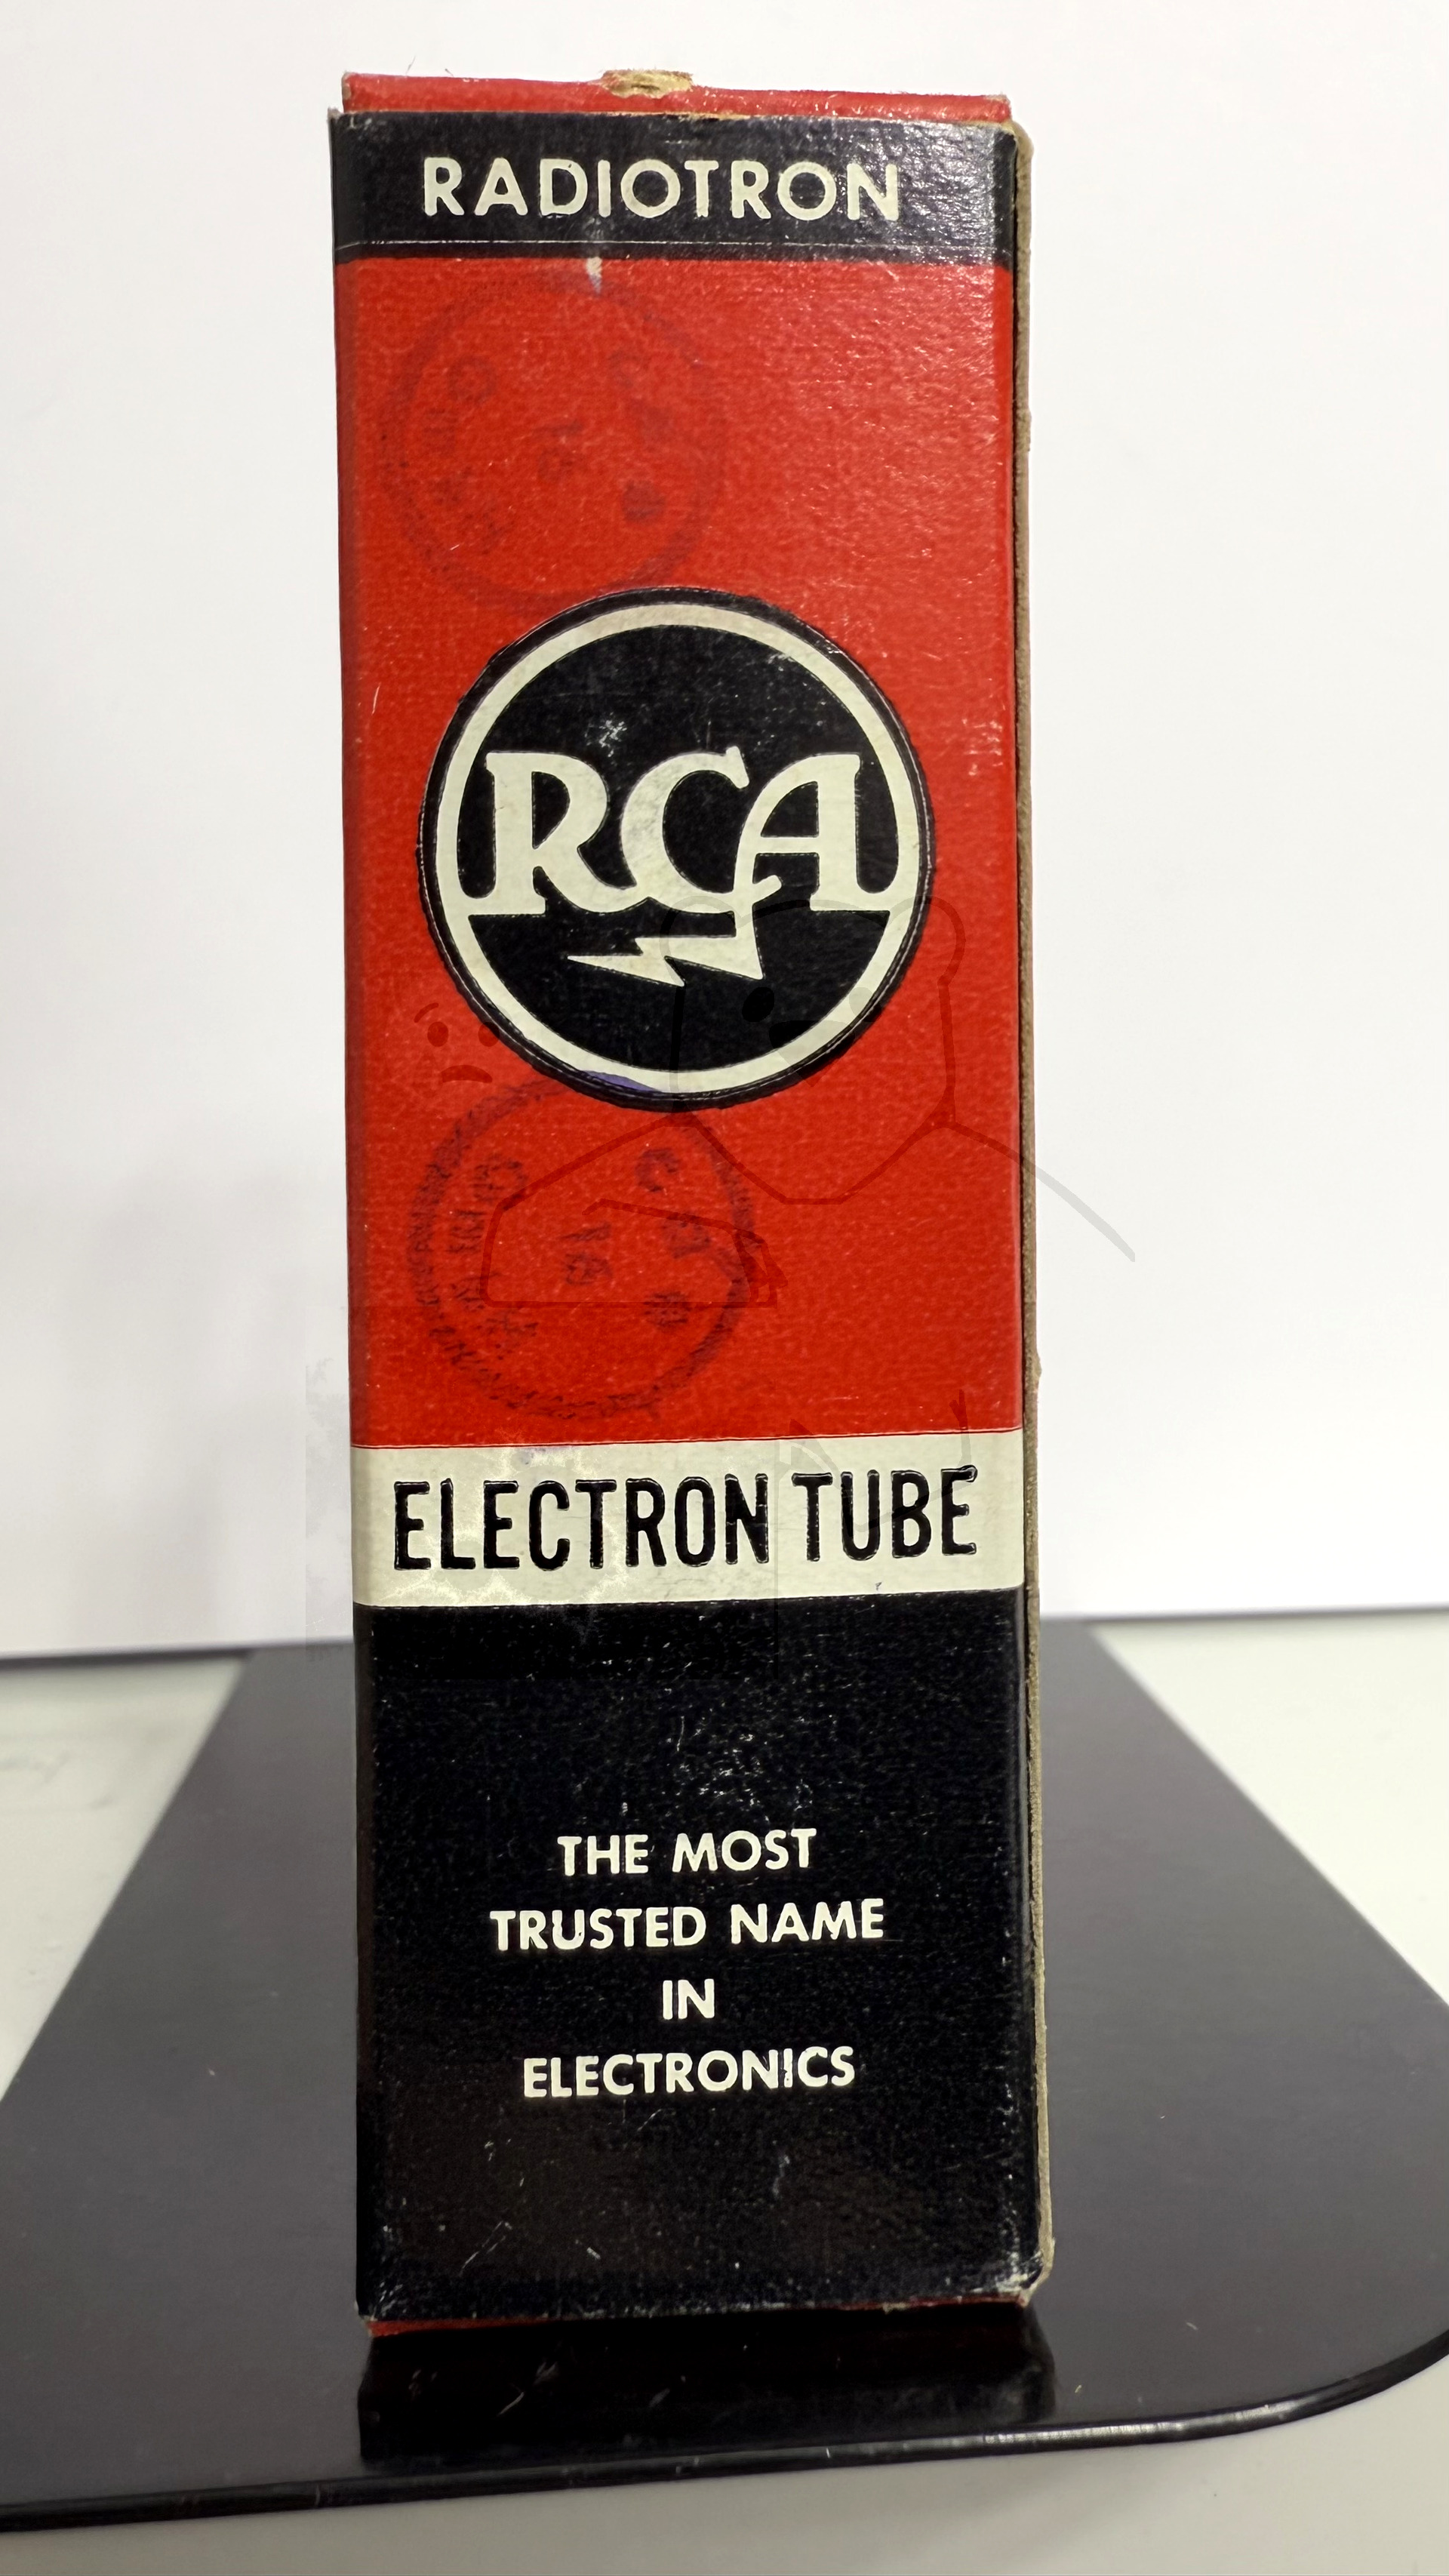 RADIOTRON
RCA
ELECTRON TUBE
THE MOST
TRUSTED NAME
IN
ELECTRONICS